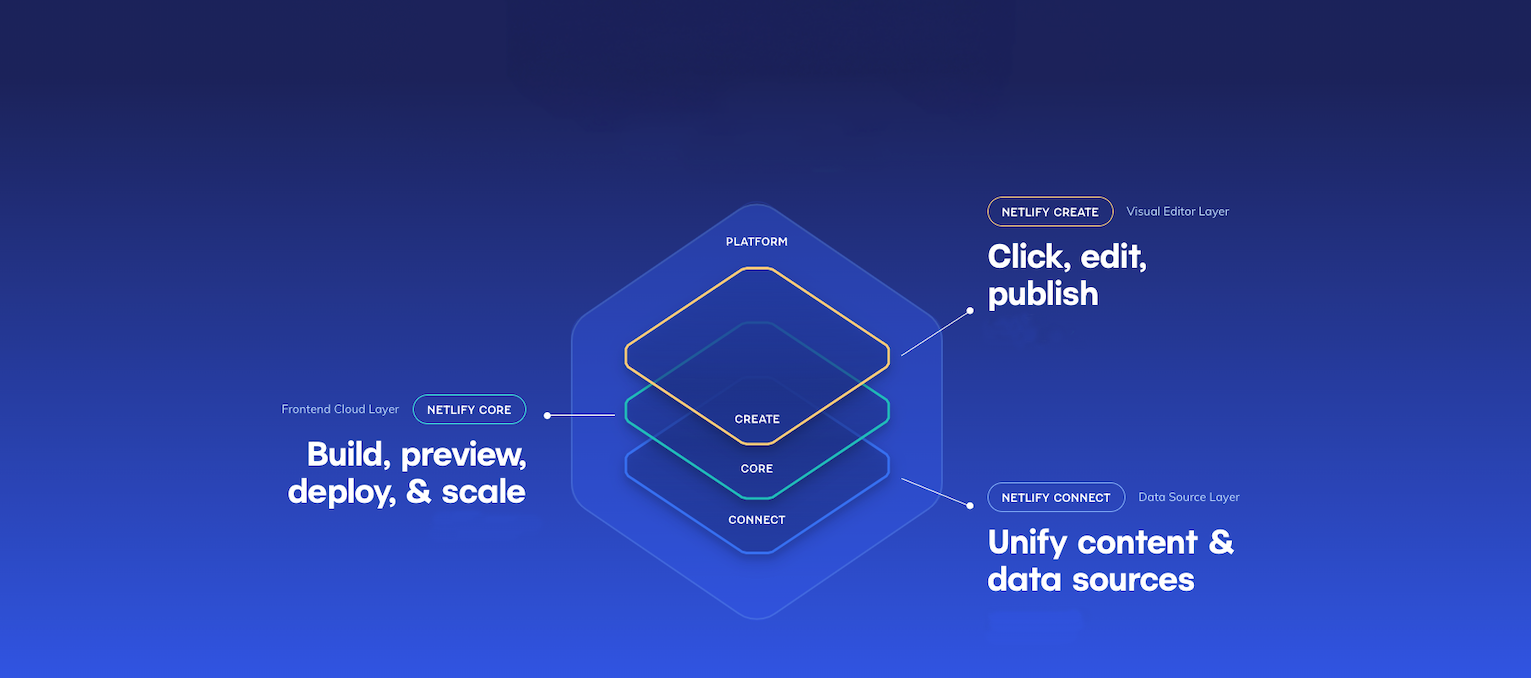 NETLIFY CREATE Visual Editor Layer
Click, edit,
publish
PLATFORM
CREATE
CORE
CONNECT
Frontend Cloud Layer NETLIFY CORE
Build, preview,
deploy, & scale
NETLIFY CONNECT Data Source Layer
Unify content &
data sources